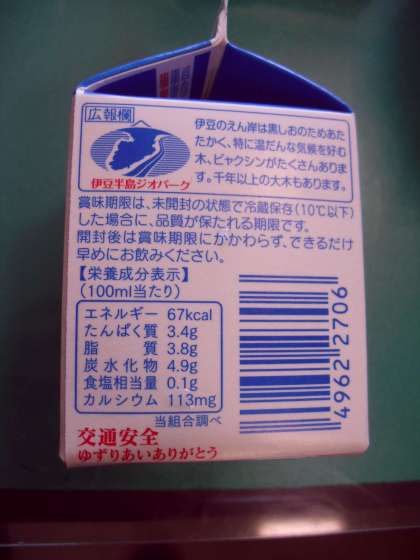 広報欄
伊豆半島ジオパーク
伊豆のえん岸は黒しおのためあた
たかく、特に温だんな気候を好む
木、ビャクシンがたくさんありま
す。千年以上の大木もあります。
賞味期限は、未開封の状態で冷蔵保存(10℃以下)
した場合に、品質が保たれる期限です。
開封後は賞味期限にかかわらず、できるだけ
早めにお飲みください。
【栄養成分表示】
(100ml当たり)
エネルギー 67kcal
たんぱく質 3.4g
脂質 3.8g
炭水化物 4.9g
食塩相当量 0.1g
カルシウム 113mg
当組合調べ
交通安全
ゆずりあいありがとう
4962 2706